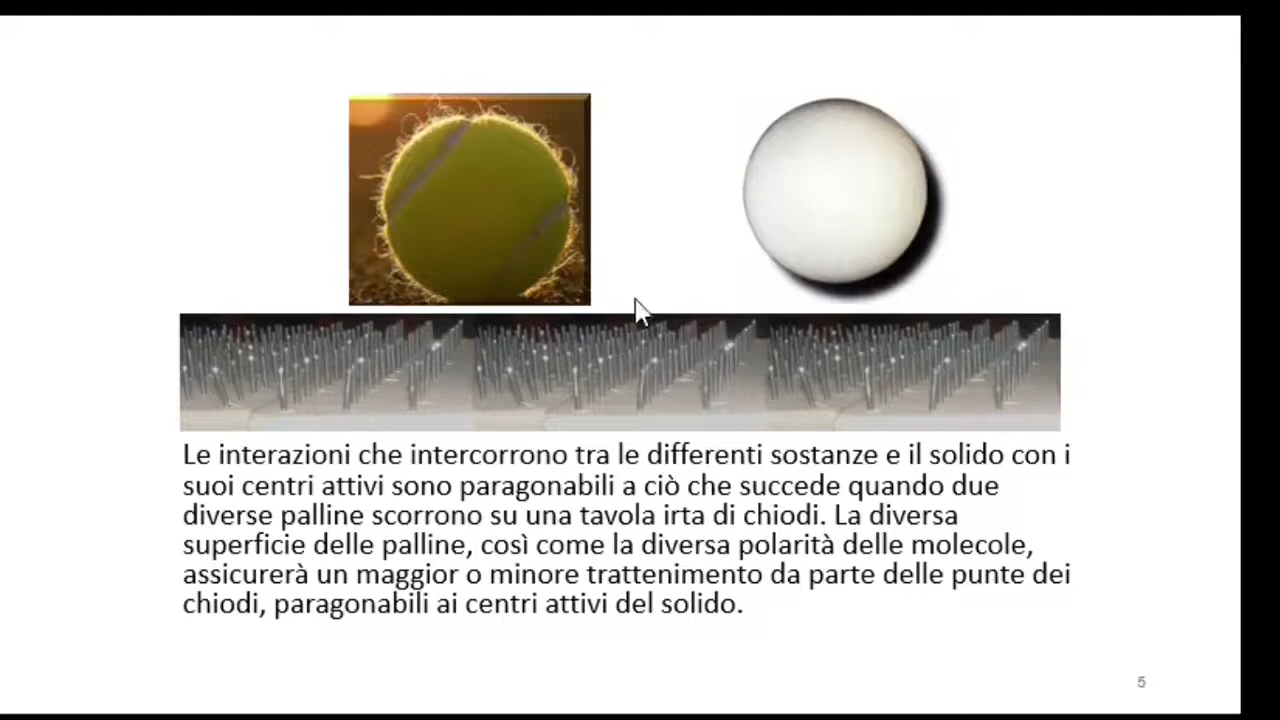 Le interazioni che intercorrono tra le differenti sostanze e il solido con i
suoi centri attivi sono paragonabili a ciò che succede quando due
diverse palline scorrono su una tavola irta di chiodi. La diversa
superficie delle palline, così come la diversa polarità delle molecole,
assicurerà un maggior o minore trattenimento da parte delle punte dei
chiodi, paragonabili ai centri attivi del solido.
5